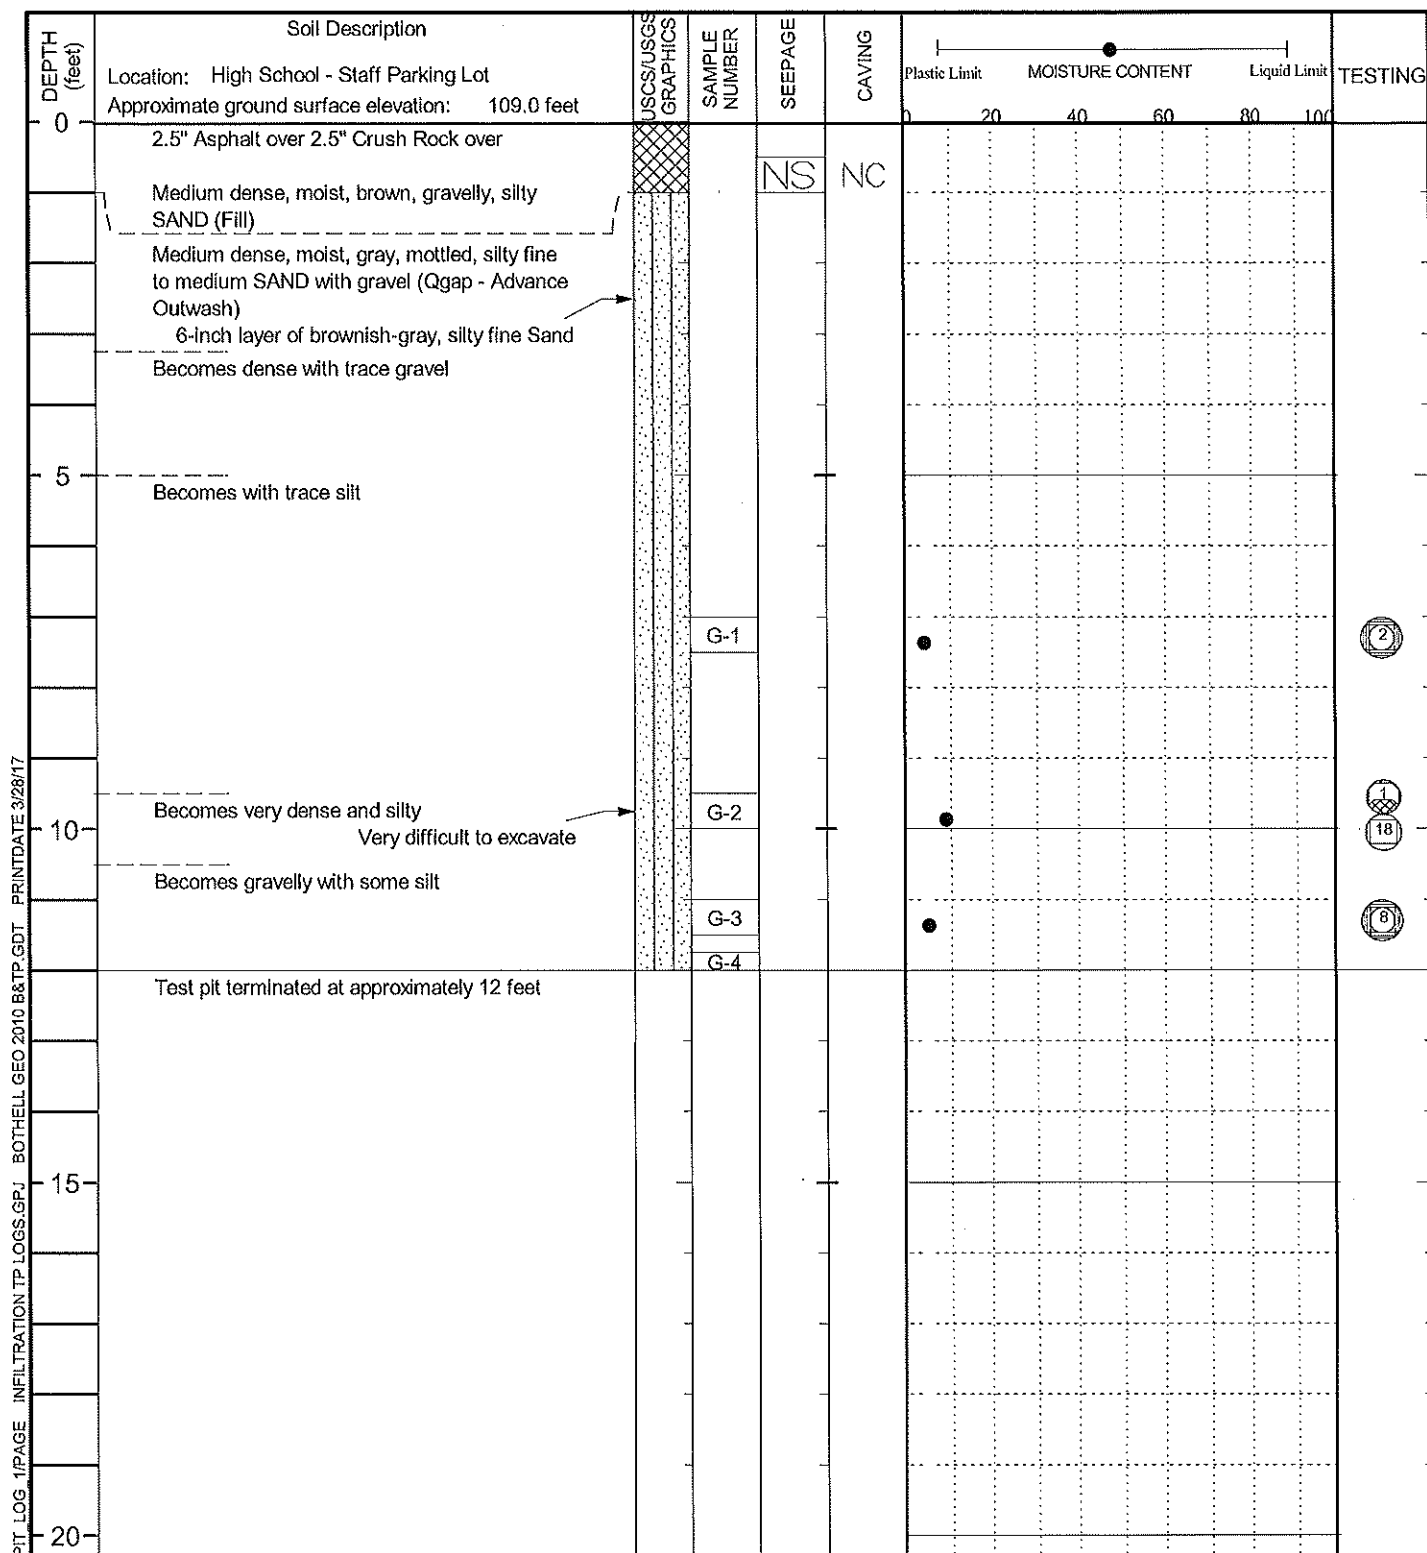 DEPTH
(feet)
Soil Description
Location: High School - Staff Parking Lot
Approximate ground surface elevation: 109.0 feet
USCS/USGS
GRAPHICS
SAMPLE
NUMBER
SEEPAGE
CAVING
Plastic Limit
MOISTURE CONTENT
Liquid Limit
TESTING
0 20 40 60 80 100
0
2.5" Asphalt over 2.5" Crush Rock over
NS
NC
Medium dense, moist, brown, gravelly, silty
SAND (Fill)
Medium dense, moist, gray, mottled, silty fine
to medium SAND with gravel (Qgap - Advance
Outwash)
6-inch layer of brownish-gray, silty fine Sand
Becomes dense with trace gravel
5
Becomes with trace silt
G-1
2
Becomes very dense and silty
G-2
1
10
Very difficult to excavate
18
Becomes gravelly with some silt
G-3
8
G-4
Test pit terminated at approximately 12 feet
15
20
PIT LOG 1/PAGE INFILTRATION TP LOGS.GPJ BOTHELL GEO 2010 B&TP.GDT PRINTDATE 3/28/17